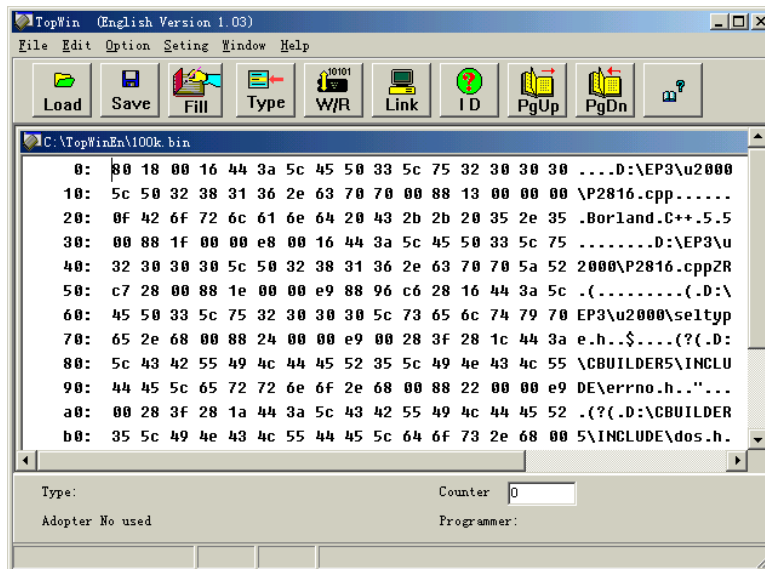 TopWin (English Version 1.03)
File Edit Option Seting Window Help
10101
Load Save Fill Type W/R Link ID PgUp PgDn
C:\TopWinEn\100k.bin
0: 80 18 00 16 44 3a 5c 45 50 33 5c 75 32 30 30 30 ....D:\EP3\u2000
10: 5c 50 32 38 31 36 2e 63 70 70 00 88 13 00 00 00 \P2816.cpp......
20: 0f 42 6f 72 6c 61 6e 64 20 43 2b 2b 20 35 2e 35 .Borland.C++.5.5
30: 00 88 1f 00 00 e8 00 16 44 3a 5c 45 50 33 5c 75 ........D:\EP3\u
40: 32 30 30 30 5c 50 32 38 31 36 2e 63 70 70 5a 52 2000\P2816.cppZR
50: c7 28 00 88 1e 00 00 e9 88 96 c6 28 16 44 3a 5c .(.........(.D:\
60: 45 50 33 5c 75 32 30 30 30 5c 73 65 6c 74 79 70 EP3\u2000\seltyp
70: 65 2e 68 00 88 24 00 00 e9 00 28 3f 28 1c 44 3a e.h..$....(?(.D:
80: 5c 43 42 55 49 4c 44 45 52 35 5c 49 4e 43 4c 55 \CBUILDER5\INCLU
90: 44 45 5c 65 72 72 6e 6f 2e 68 00 88 22 00 00 e9 DE\errno.h.."...
a0: 00 28 3f 28 1a 44 3a 5c 43 42 55 49 4c 44 45 52 .(?(.D:\CBUILDER
b0: 35 5c 49 4e 43 4c 55 44 45 5c 64 6f 73 2e 68 00 5\INCLUDE\dos.h.
Type: Counter 0
Adopter No used Programmer: